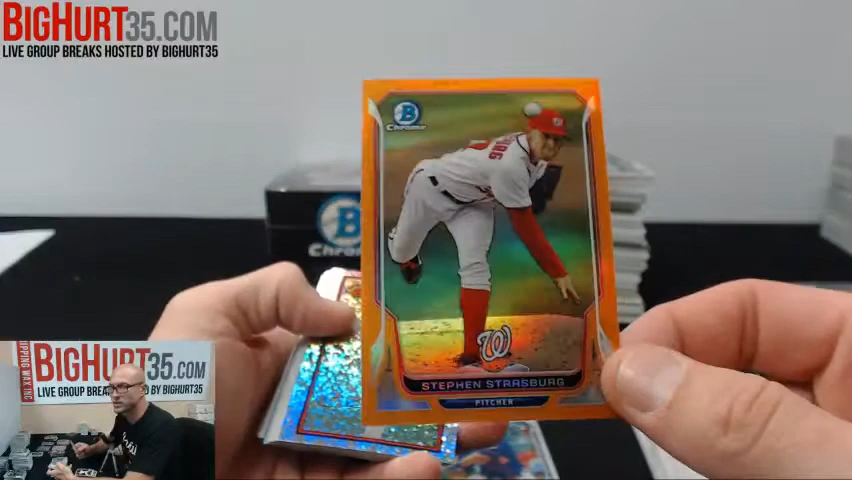 BIGHURT35.COM
LIVE GROUP BREAKS HOSTED BY BIGHURT35
B
Chrome
W
STEPHEN STRASBURG
PITCHER
B
BIGHURT35.COM
LIVE GROUP BREAKS HOSTED BY BIGHURT35